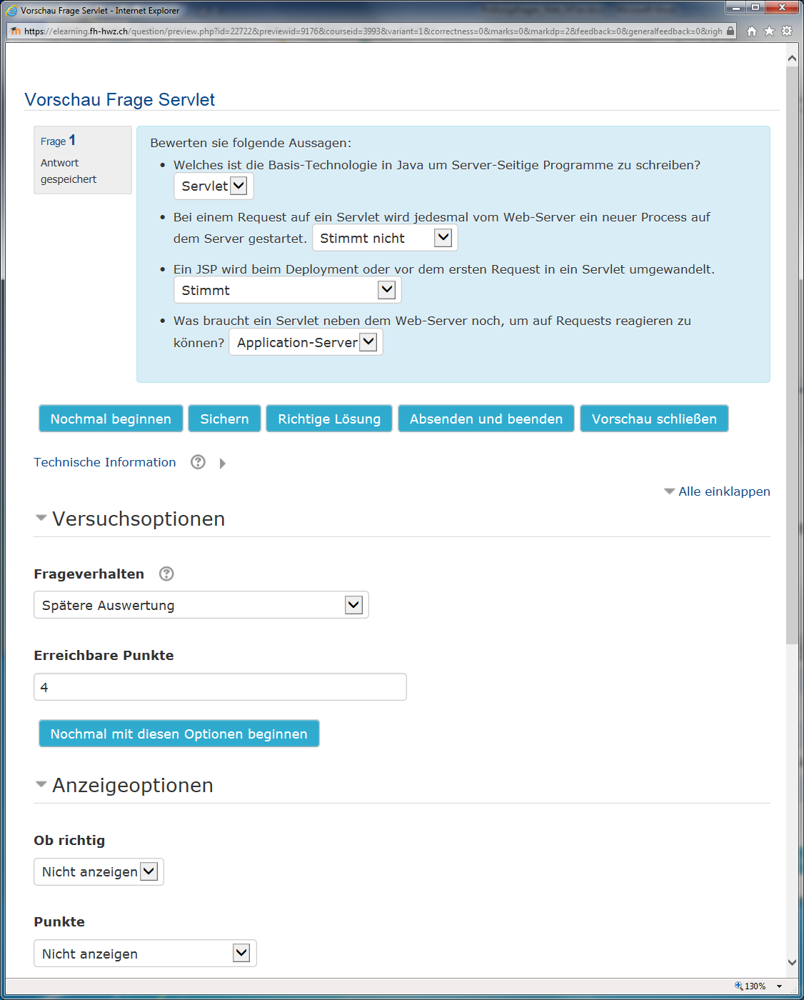 Vorschau Frage Servlet - Internet Explorer
https://elearning.fh-hwz.ch/question/preview.php?id=22722&previewid=9176&courseid=3993&variant=1&correctness=0&marks=0&markdp=2&feedback=0&generalfeedback=0&righ
Vorschau Frage Servlet
Frage 1
Antwort
gespeichert
Bewerten sie folgende Aussagen:
• Welches ist die Basis-Technologie in Java um Server-Seitige Programme zu schreiben?
Servlet
• Bei einem Request auf ein Servlet wird jedesmal vom Web-Server ein neuer Process auf
dem Server gestartet. Stimmt nicht
• Ein JSP wird beim Deployment oder vor dem ersten Request in ein Servlet umgewandelt.
Stimmt
• Was braucht ein Servlet neben dem Web-Server noch, um auf Requests reagieren zu
können? Application-Server
Nochmal beginnen Sichern Richtige Lösung Absenden und beenden Vorschau schließen
Technische Information
Alle einklappen
Versuchsoptionen
Frageverhalten
Spätere Auswertung
Erreichbare Punkte
4
Nochmal mit diesen Optionen beginnen
Anzeigeoptionen
Ob richtig
Nicht anzeigen
Punkte
Nicht anzeigen
130%